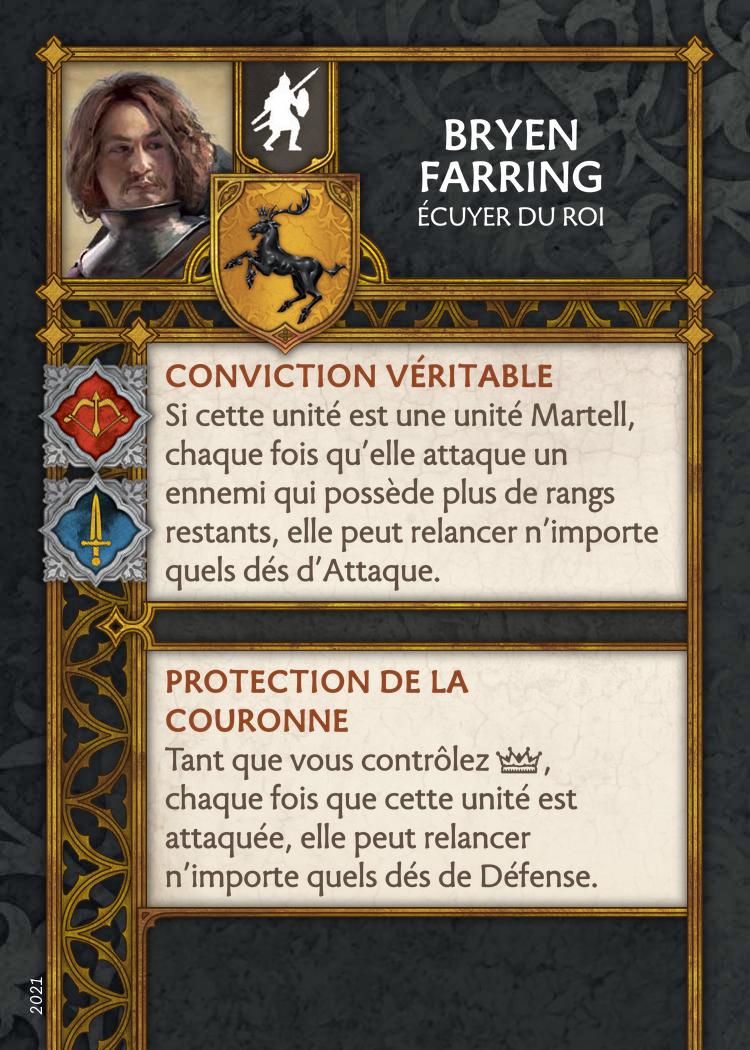 BRYEN
FARRING
ÉCUYER DU ROI
CONVICTION VÉRITABLE
Si cette unité est une unité Martell,
chaque fois qu'elle attaque un
ennemi qui possède plus de rangs
restants, elle peut relancer n'importe
quels dés d'Attaque.
PROTECTION DE LA
COURONNE
Tant que vous contrôlez ,
chaque fois que cette unité est
attaquée, elle peut relancer
n'importe quels dés de Défense.
2021